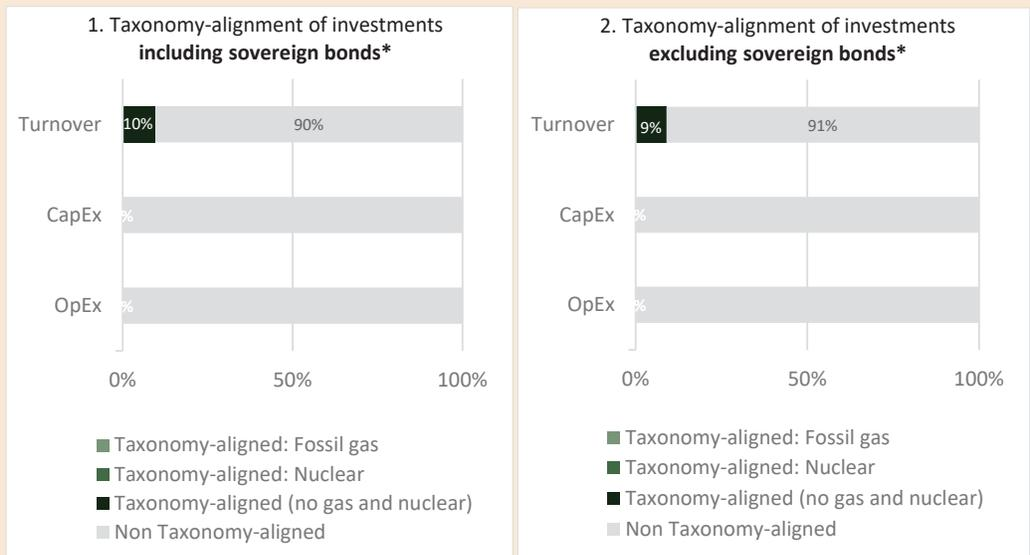 1. Taxonomy-alignment of investments
including sovereign bonds*
Turnover
10%
90%
CapEx
%
OpEx
%
0%
50%
100%
Taxonomy-aligned: Fossil gas
Taxonomy-aligned: Nuclear
Taxonomy-aligned (no gas and nuclear)
Non Taxonomy-aligned
2. Taxonomy-alignment of investments
excluding sovereign bonds*
Turnover
9%
91%
CapEx
%
OpEx
%
0%
50%
100%
Taxonomy-aligned: Fossil gas
Taxonomy-aligned: Nuclear
Taxonomy-aligned (no gas and nuclear)
Non Taxonomy-aligned